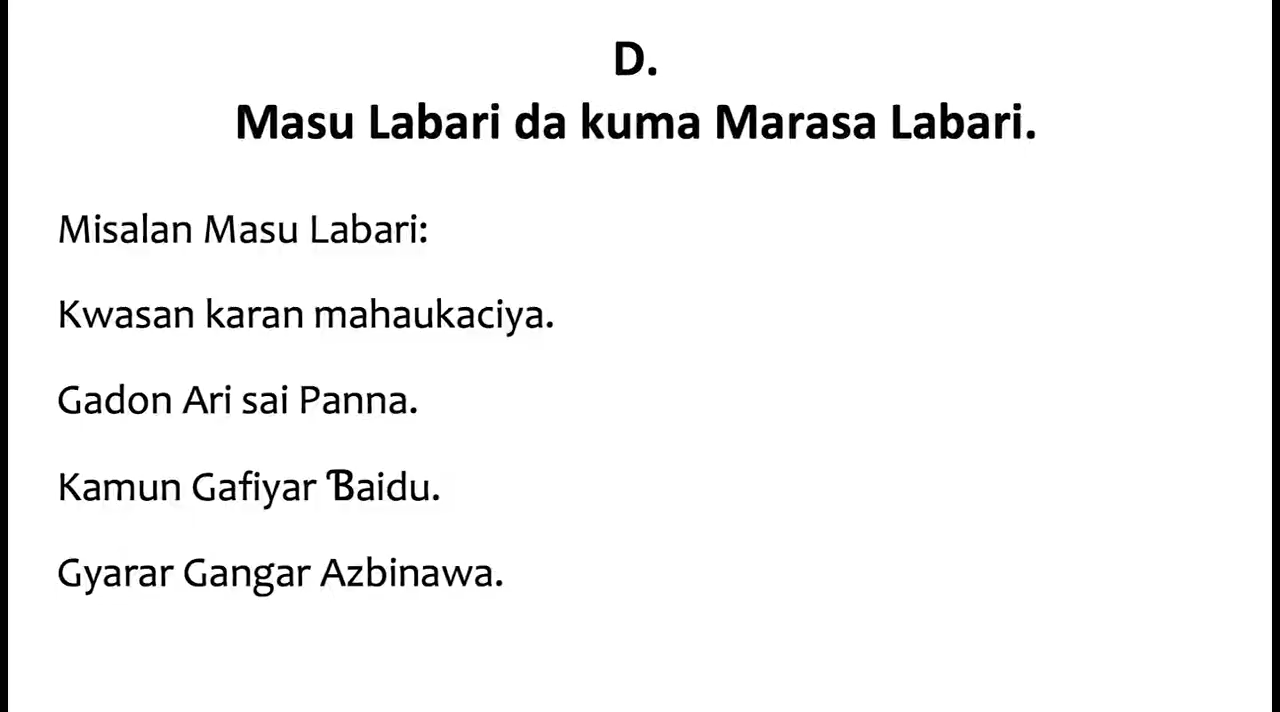 D.
Masu Labari da kuma Marasa Labari.
Misalan Masu Labari:
Kwasan karan mahaukaciya.
Gadon Ari sai Panna.
Kamun Gafiyar Ɓaidu.
Gyarar Gangar Azbinawa.